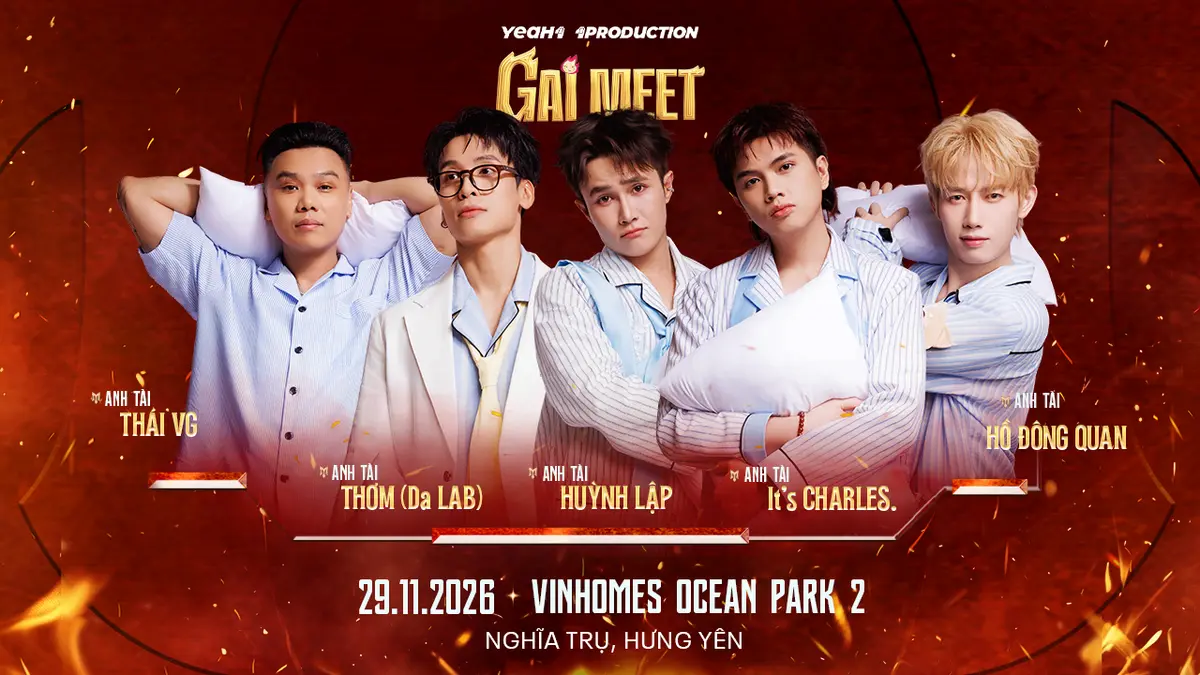 YEAH1 1PRODUCTION
GAI MEET
ANH TÀI
THÁI VG
ANH TÀI
THƠM (Da LAB)
ANH TÀI
HUỲNH LẬP
ANH TÀI
It's CHARLES.
ANH TÀI
HỒ ĐÔNG QUAN
29.11.2026 VINHOMES OCEAN PARK 2
NGHĨA TRỤ, HƯNG YÊN